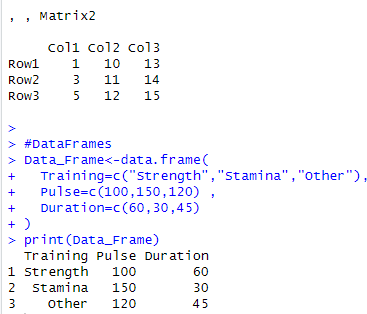 , , Matrix2
Col1 Col2 Col3
Row1 1 10 13
Row2 3 11 14
Row3 5 12 15
>
> #DataFrames
> Data_Frame<-data.frame(
+ Training=c("Strength","Stamina","Other"),
+ Pulse=c(100,150,120) ,
+ Duration=c(60,30,45)
+ )
> print(Data_Frame)
Training Pulse Duration
1 Strength 100 60
2 Stamina 150 30
3 Other 120 45